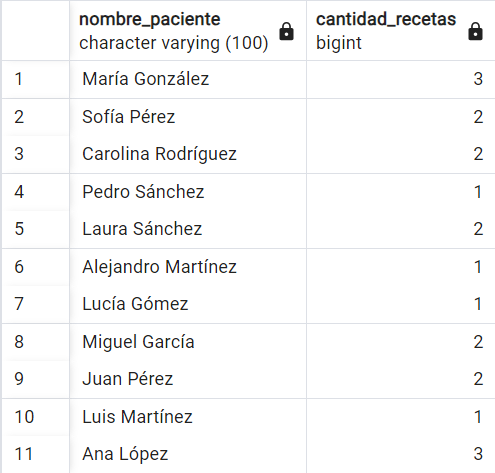 nombre_paciente cantidad_recetas
character varying (100) bigint
1 María González 3
2 Sofía Pérez 2
3 Carolina Rodríguez 2
4 Pedro Sánchez 1
5 Laura Sánchez 2
6 Alejandro Martínez 1
7 Lucía Gómez 1
8 Miguel García 2
9 Juan Pérez 2
10 Luis Martínez 1
11 Ana López 3